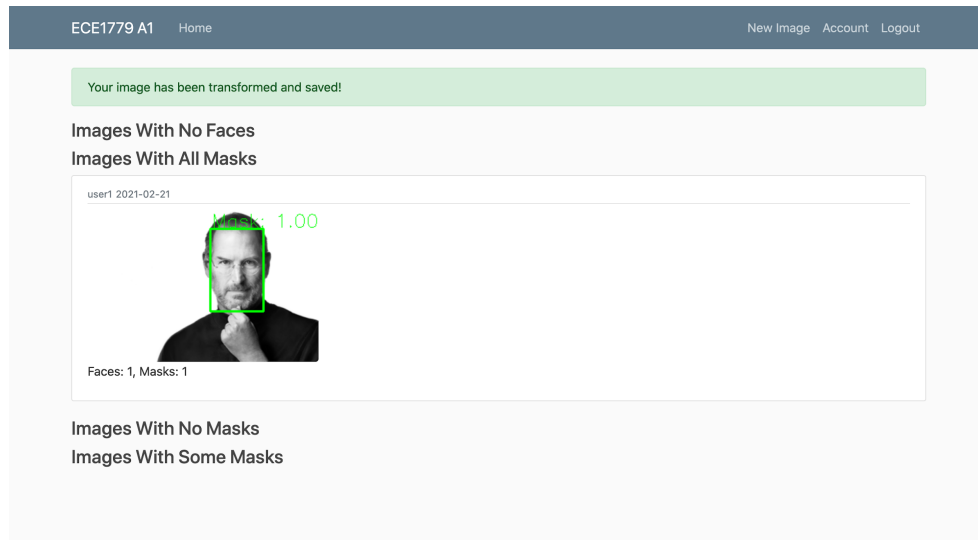 ECE1779 A1 Home New Image Account Logout
Your image has been transformed and saved!
Images With No Faces
Images With All Masks
user1 2021-02-21
Mask: 1.00
Faces: 1, Masks: 1
Images With No Masks
Images With Some Masks